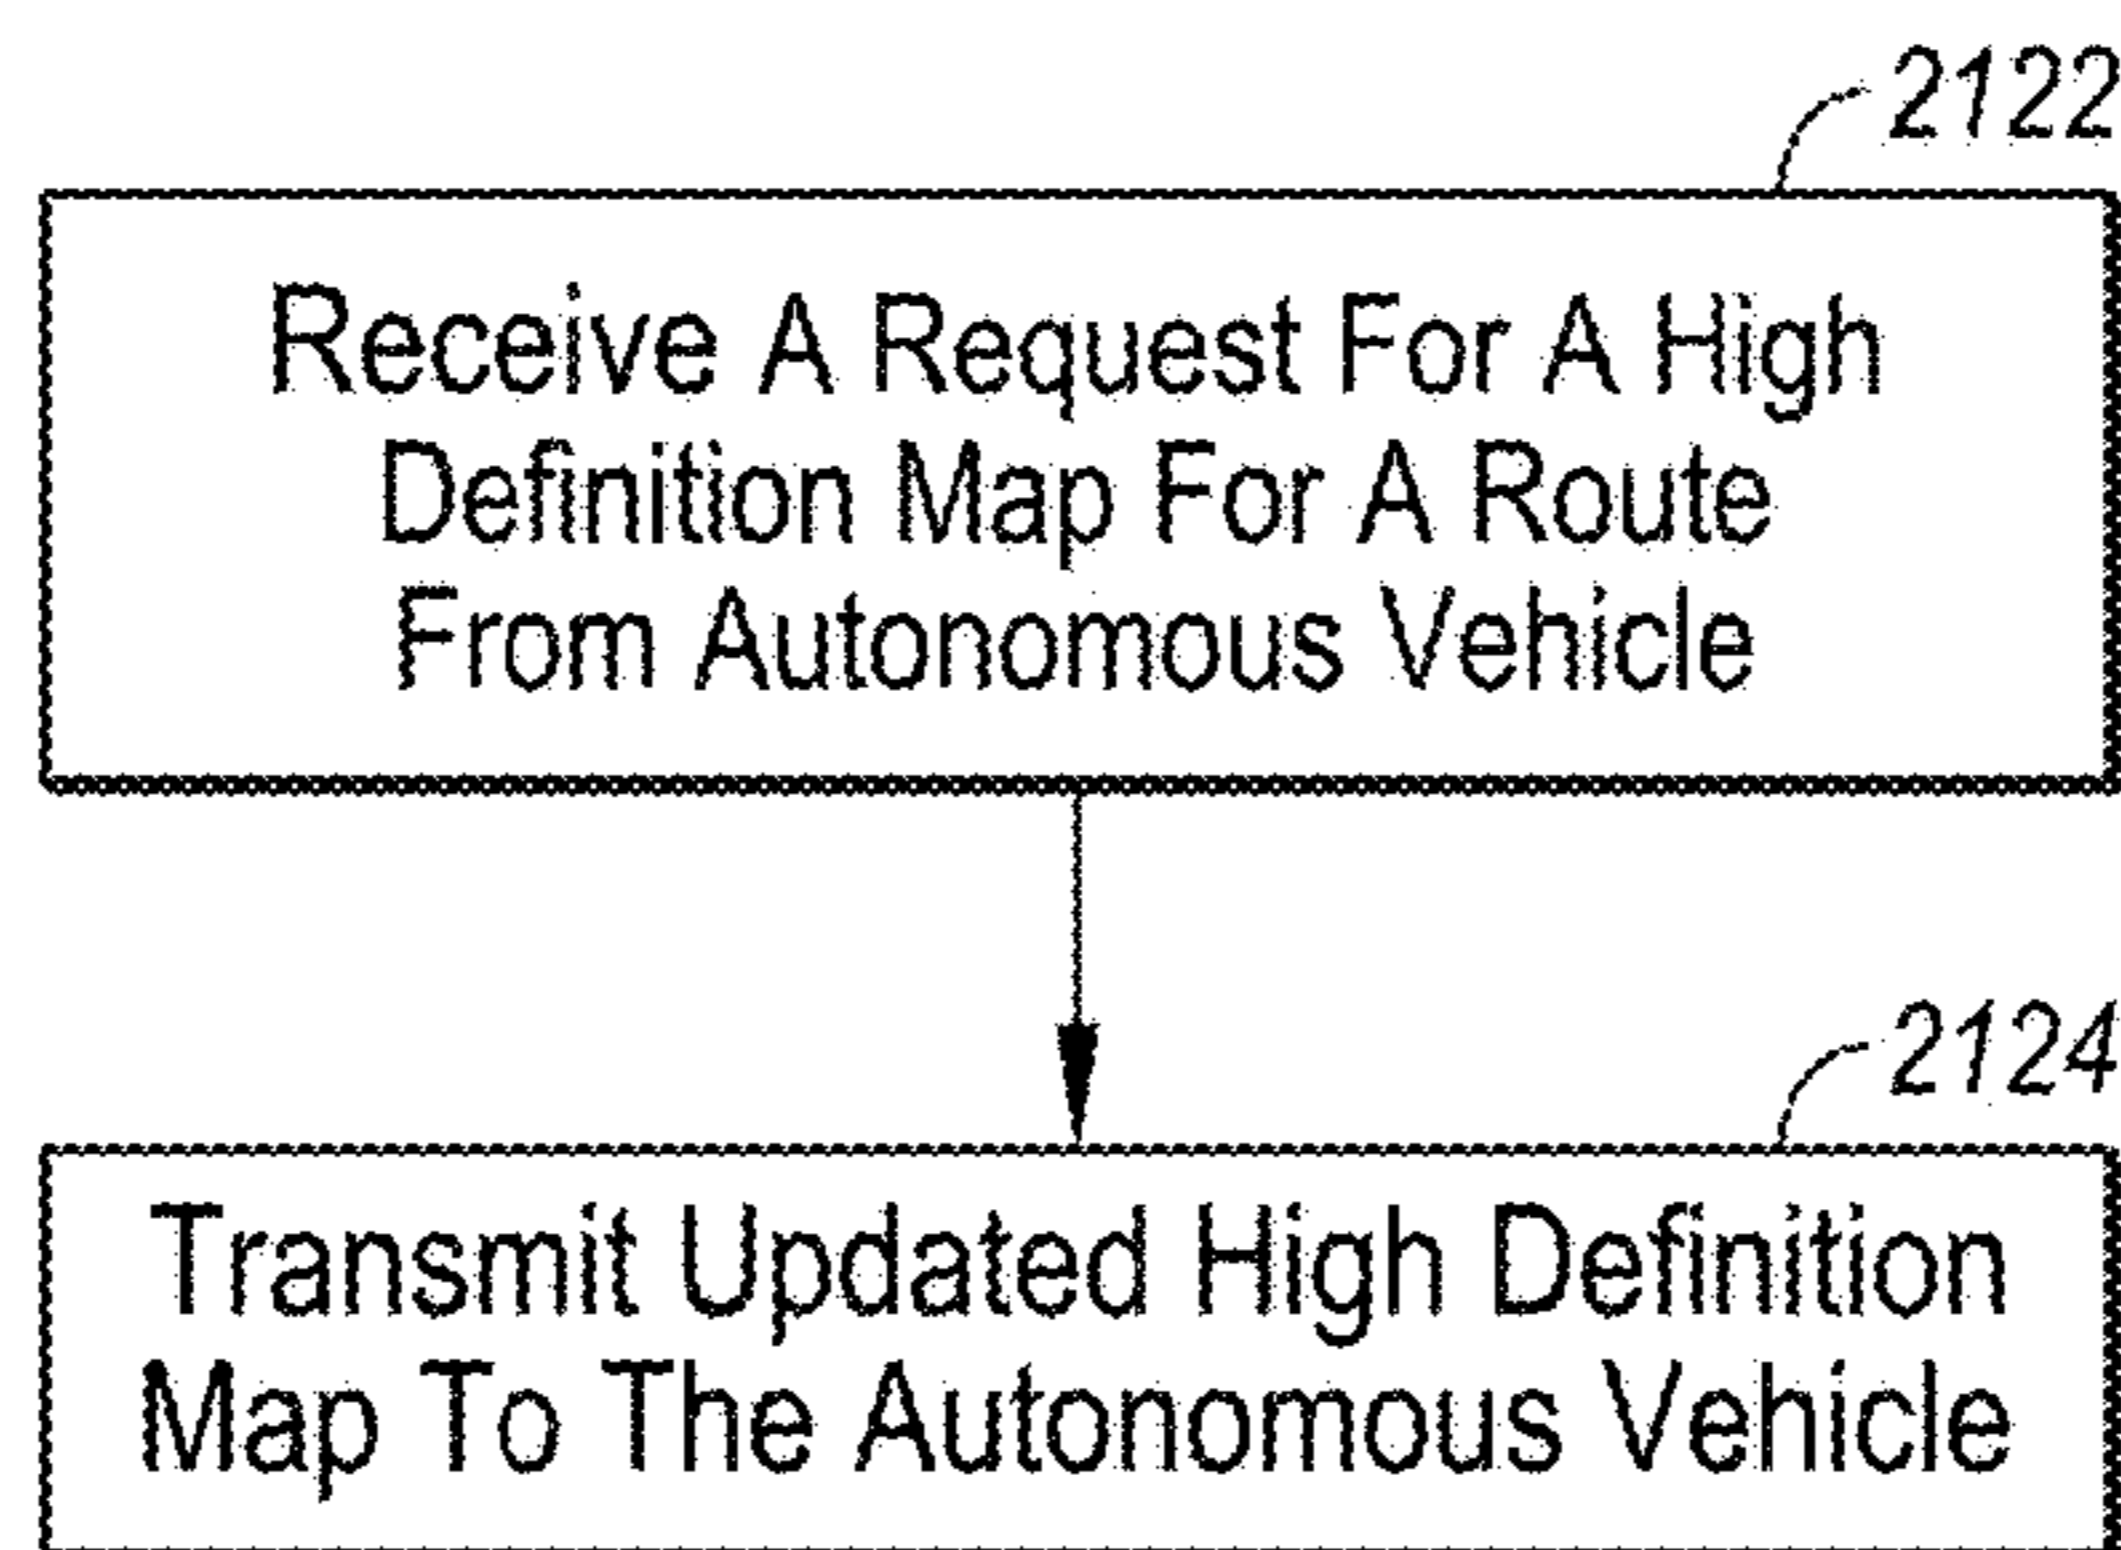 2122
Receive A Request For A High
Definition Map For A Route
From Autonomous Vehicle
2124
Transmit Updated High Definition
Map To The Autonomous Vehicle